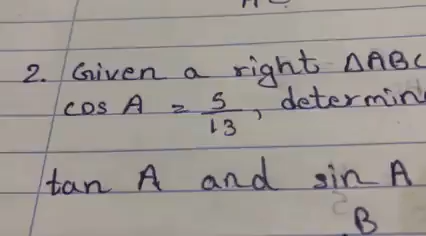 2. Given a right ΔABC
cos A = 5/13, determin
tan A and sin A
B